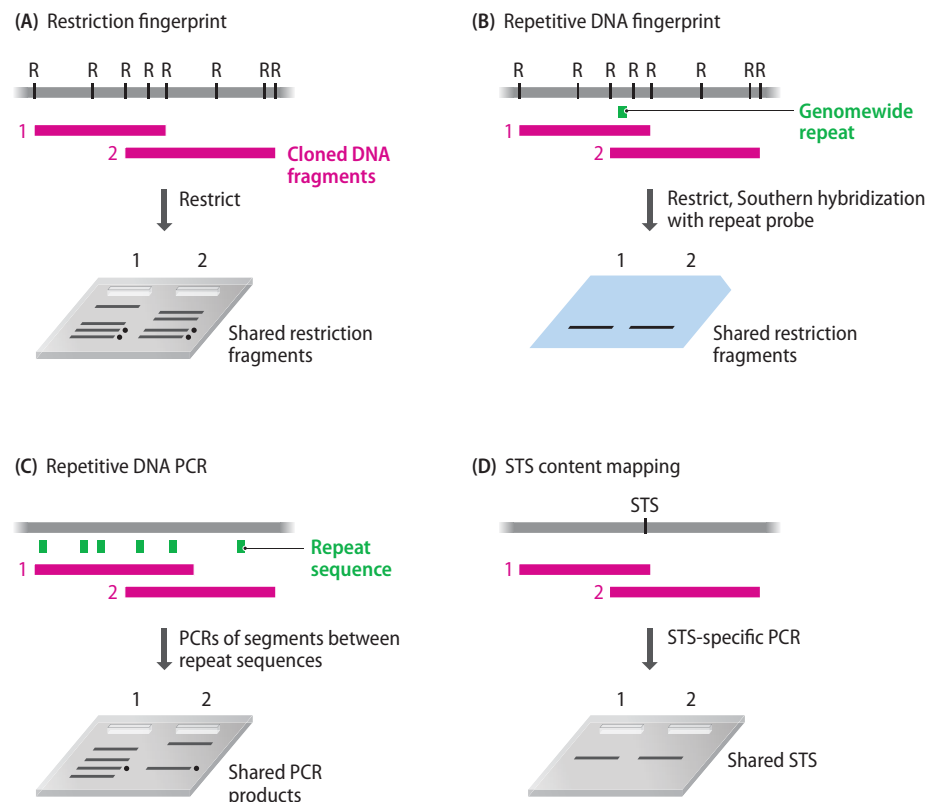 (A) Restriction fingerprint
R R R R R R R R
1
2
Cloned DNA
fragments
Restrict
1 2
Shared restriction
fragments
(B) Repetitive DNA fingerprint
R R R R R R R R
Genomewide
repeat
1
2
Restrict, Southern hybridization
with repeat probe
1 2
Shared restriction
fragments
(C) Repetitive DNA PCR
Repeat
sequence
1
2
PCRs of segments between
repeat sequences
1 2
Shared PCR
products
(D) STS content mapping
STS
1
2
STS-specific PCR
1 2
Shared STS